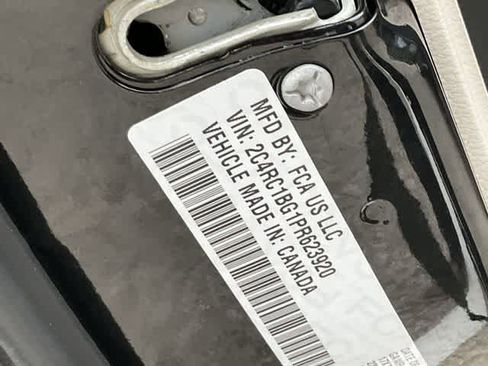 MFD BY: FCA US LLC
VIN: 2C4RC1BG1PR623920
VEHICLE MADE IN: CANADA